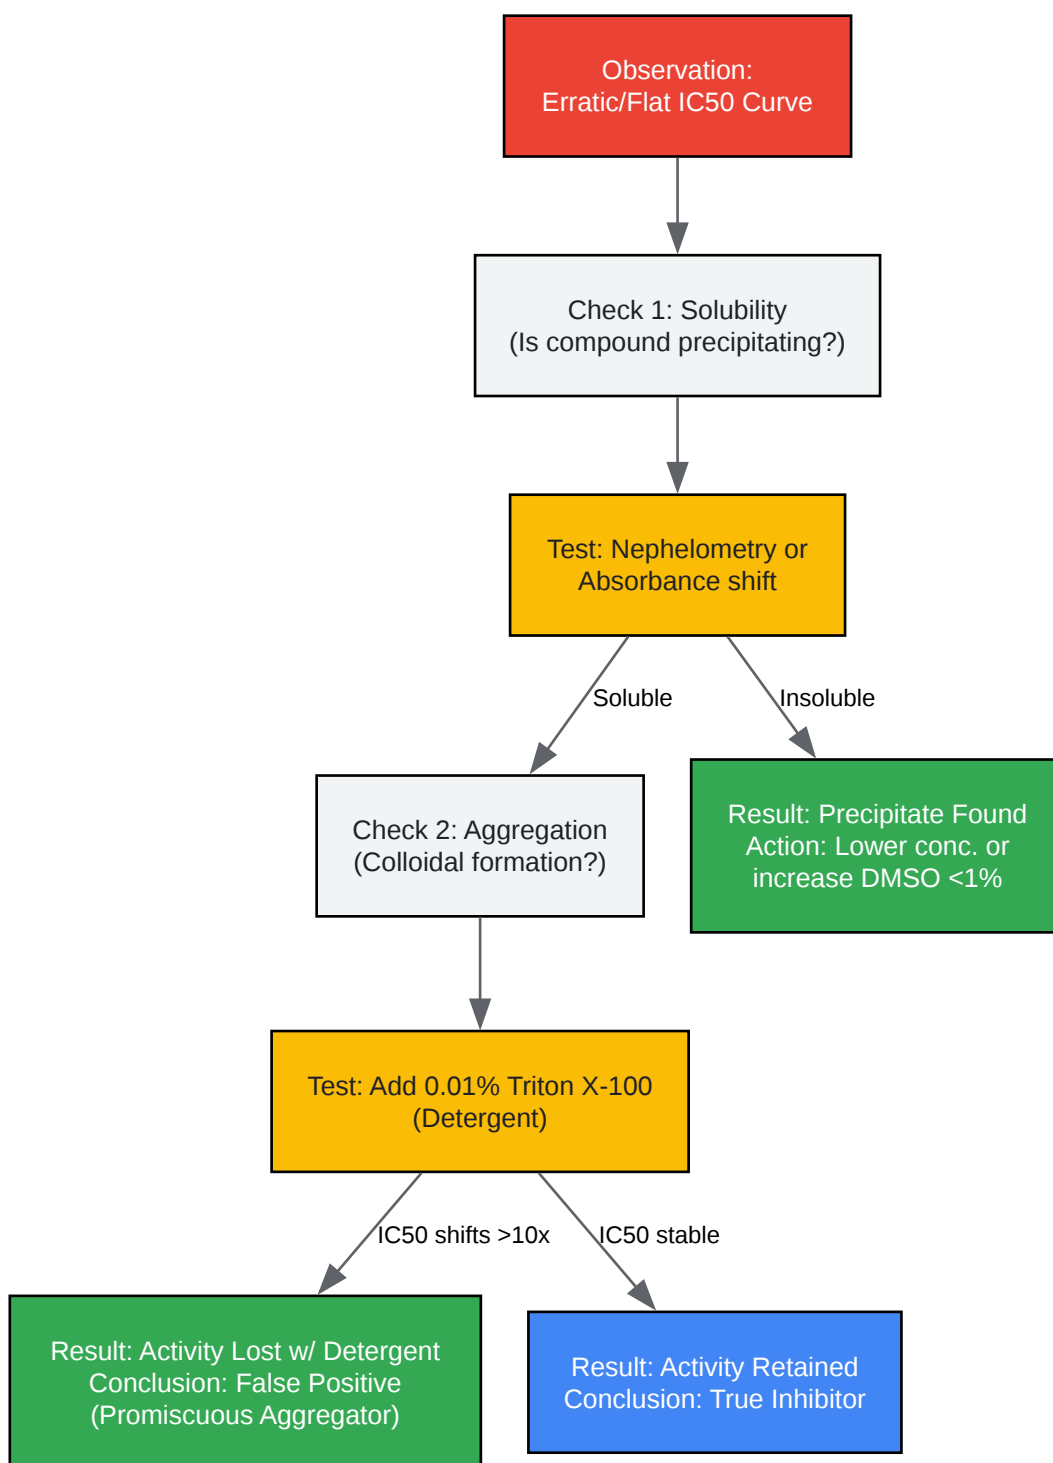 Observation:
Erratic/Flat IC50 Curve
Check 1: Solubility
(Is compound precipitating?)
Test: Nephelometry or
Absorbance shift
Soluble
Insoluble
Check 2: Aggregation
(Colloidal formation?)
Result: Precipitate Found
Action: Lower conc. or
increase DMSO <1%
Test: Add 0.01% Triton X-100
(Detergent)
IC50 shifts >10x
IC50 stable
Result: Activity Lost w/ Detergent
Conclusion: False Positive
(Promiscuous Aggregator)
Result: Activity Retained
Conclusion: True Inhibitor